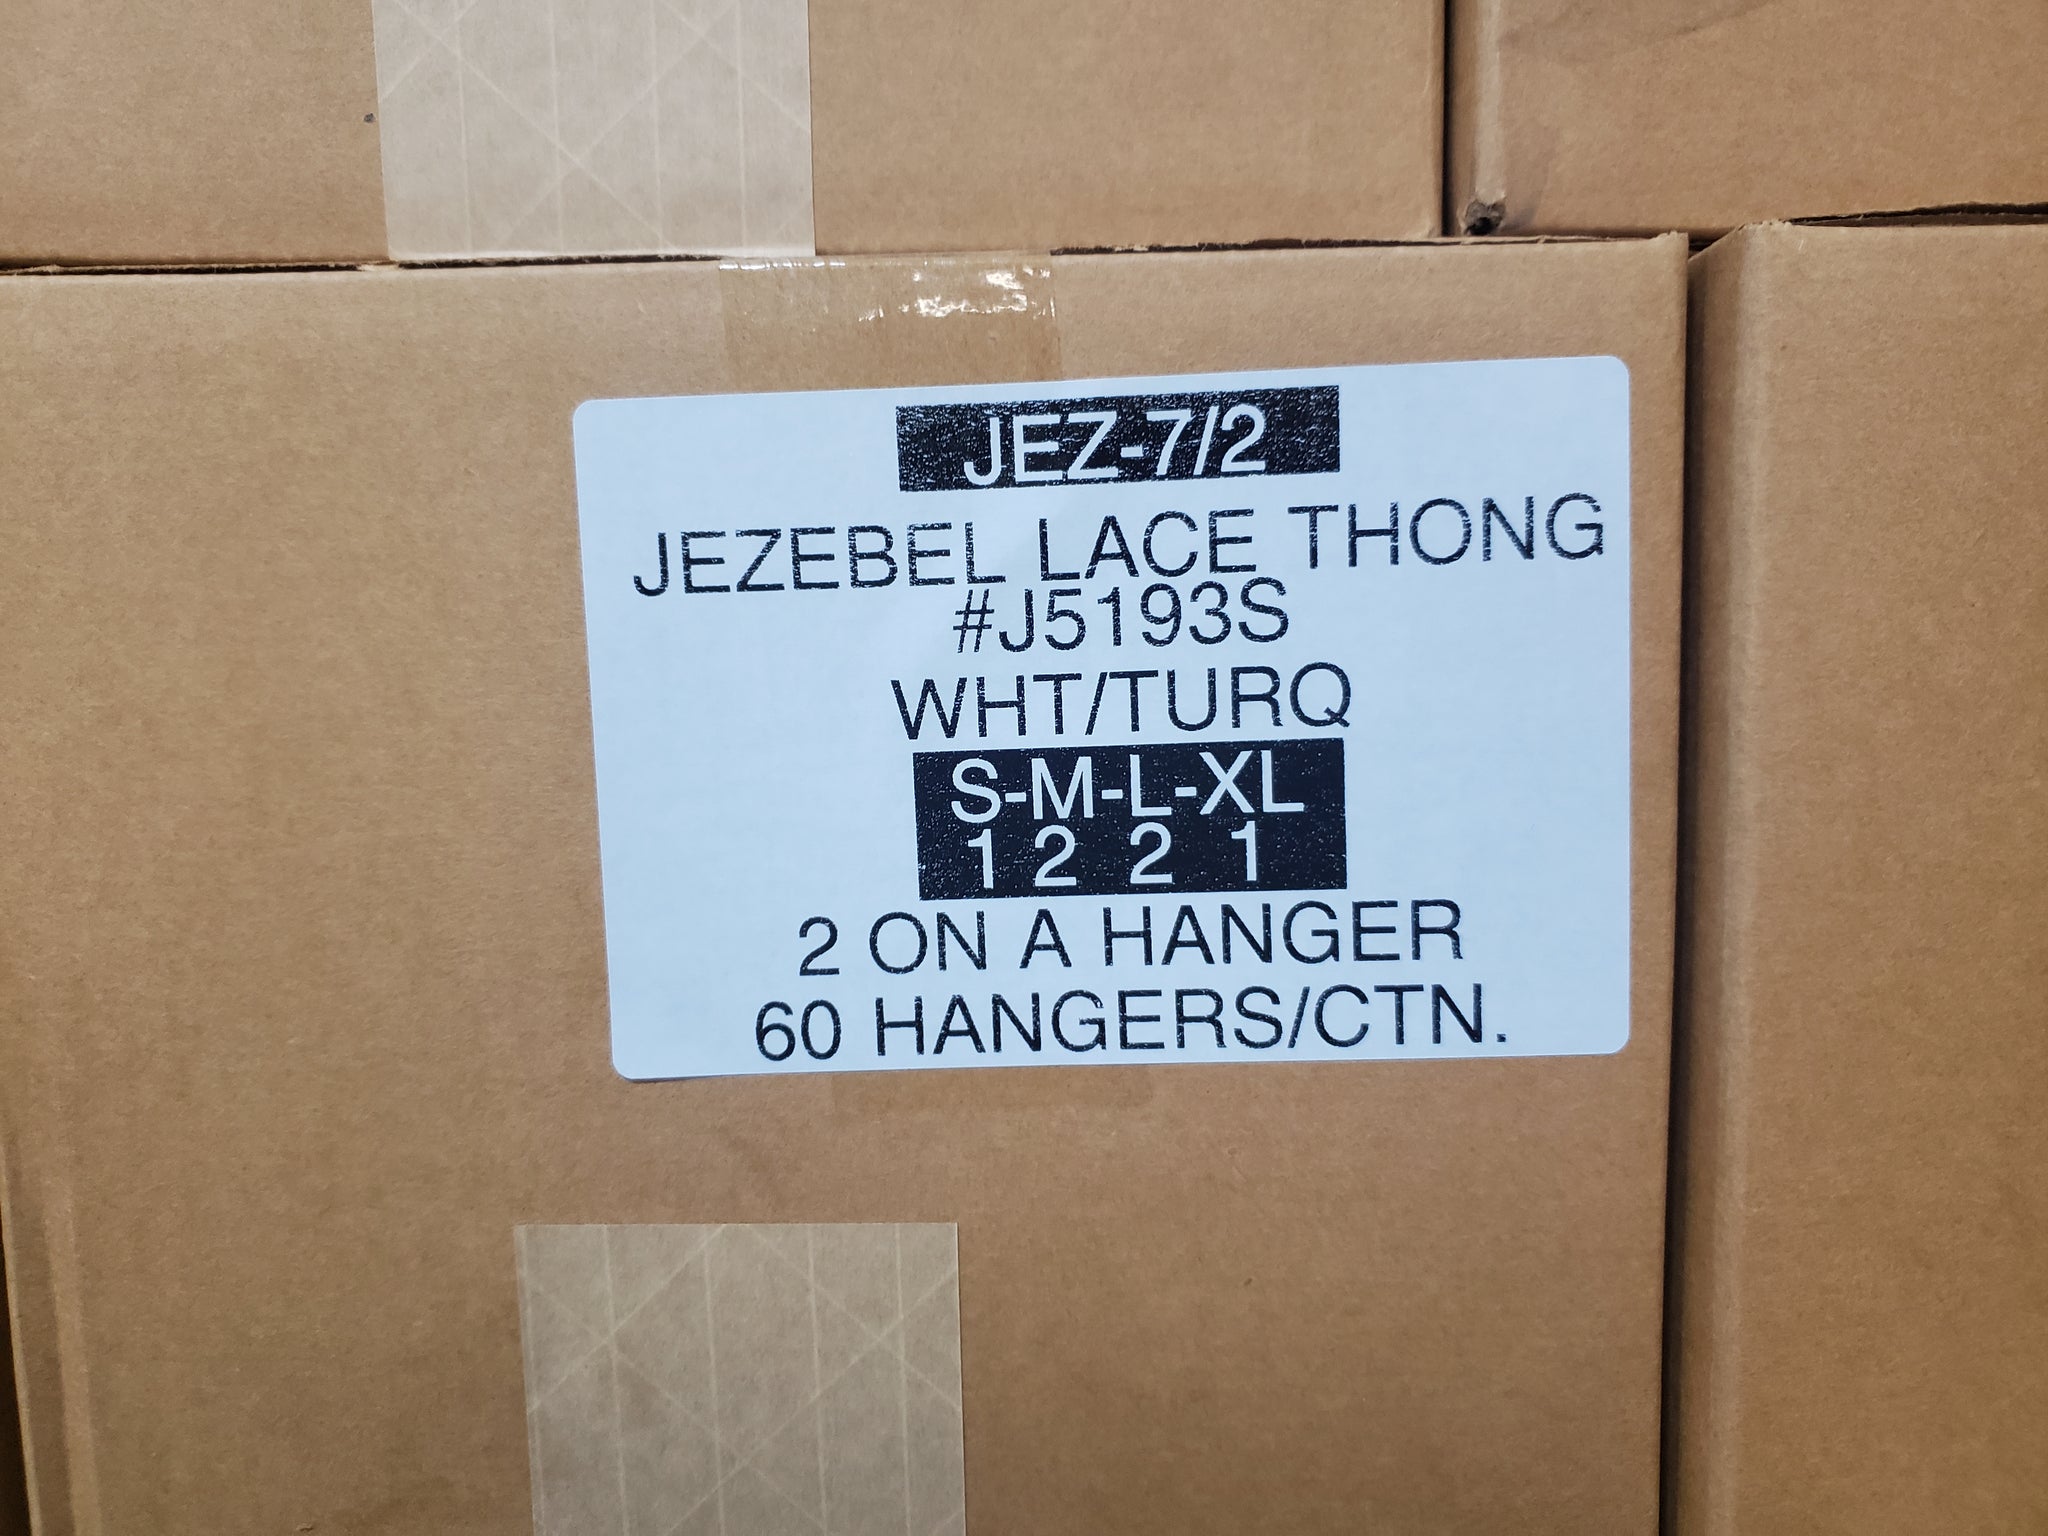 JEZ-7/2
JEZEBEL LACE THONG
#J5193S
WHT/TURQ
S-M-L-XL
1 2 2 1
2 ON A HANGER
60 HANGERS/CTN.